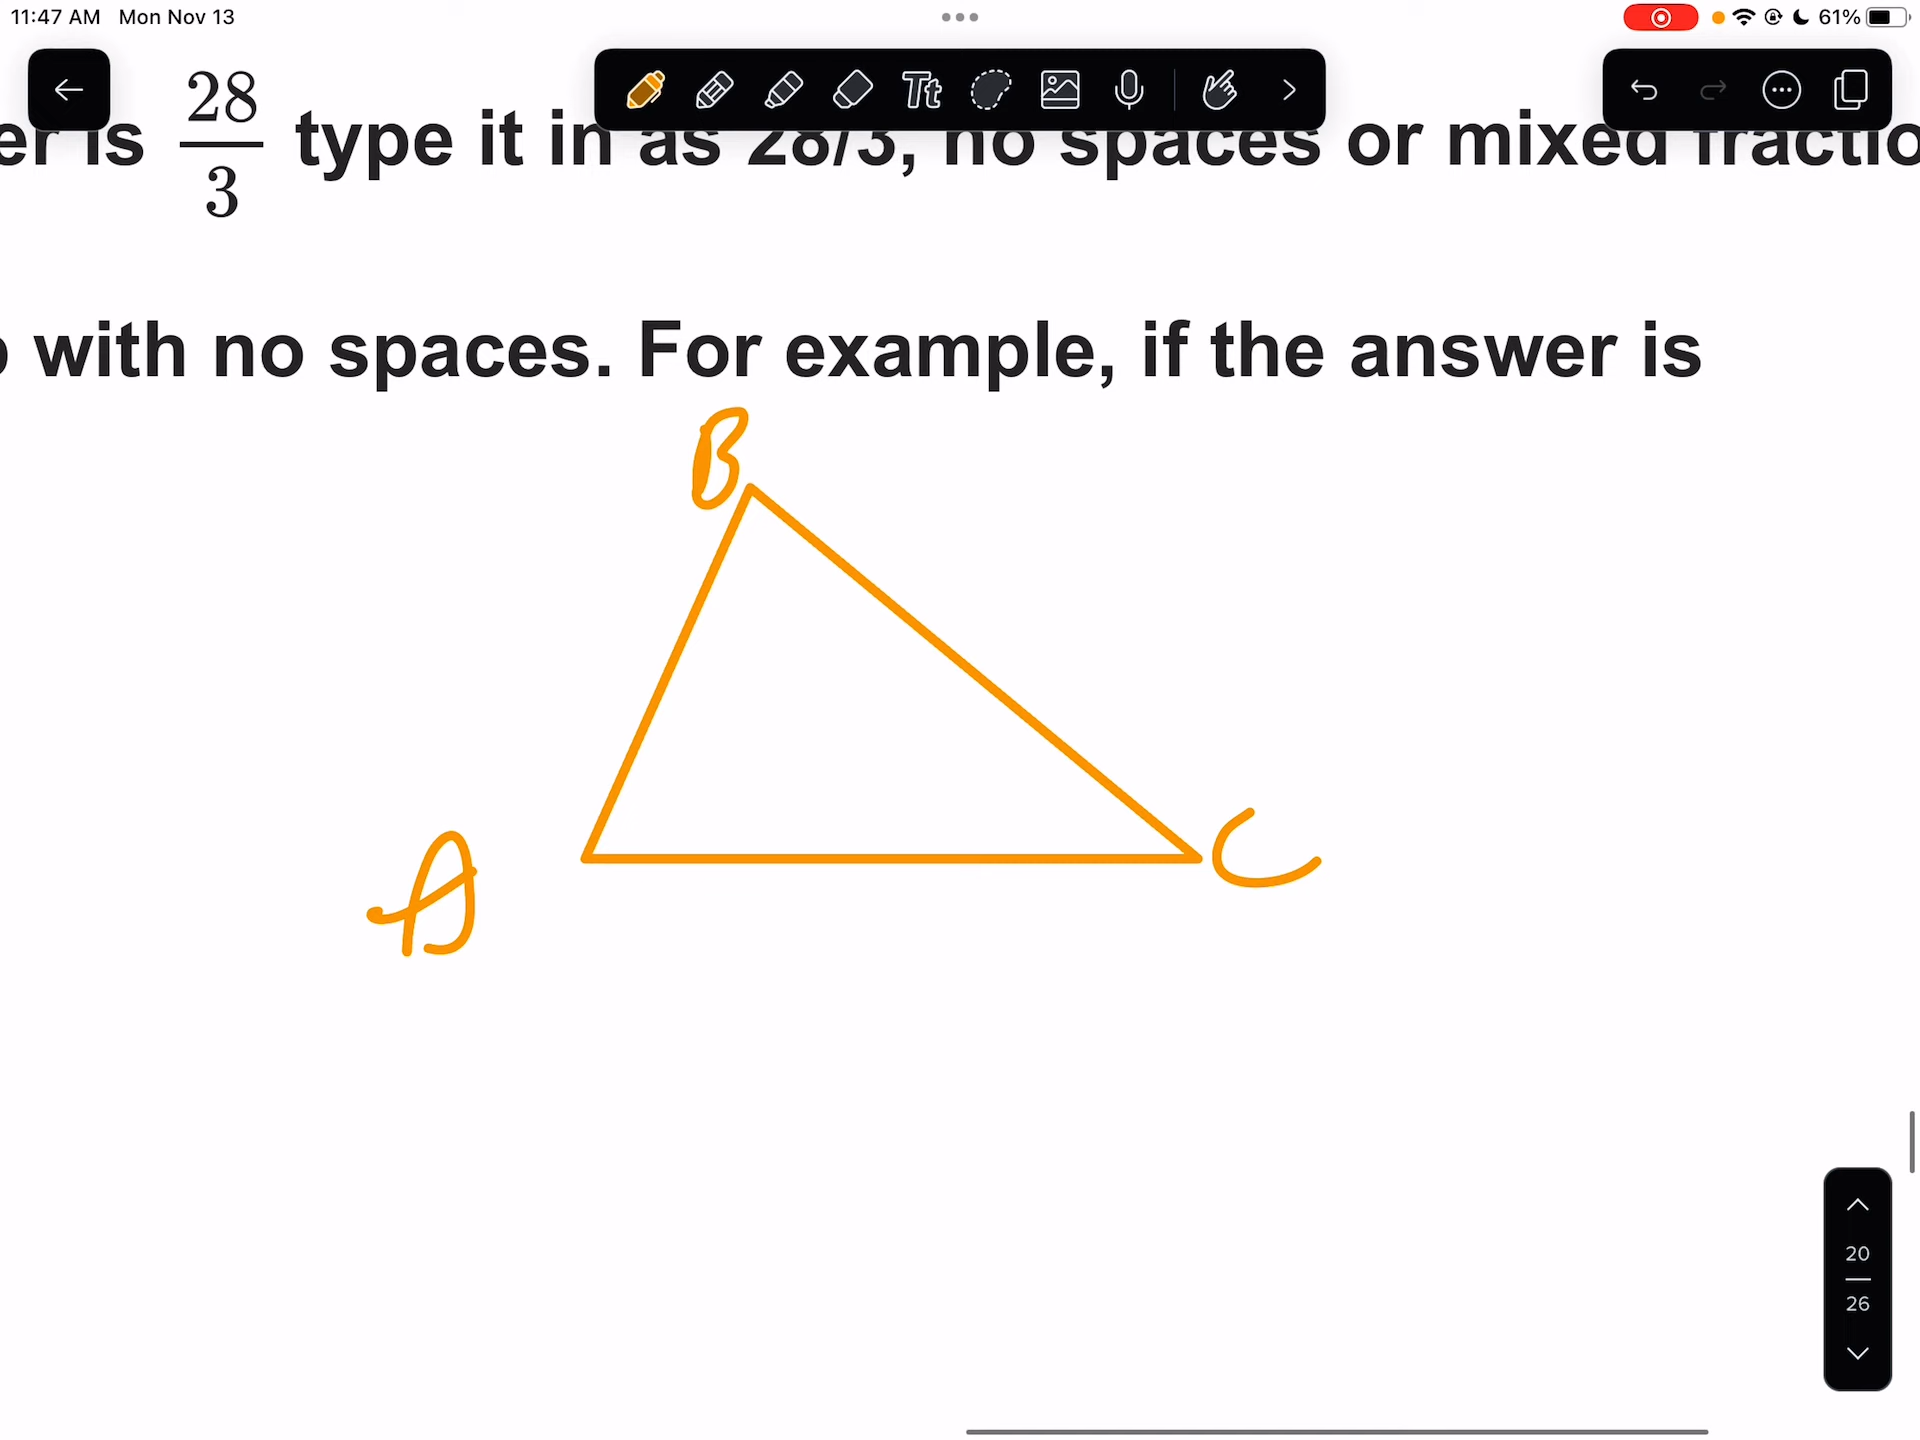 11:47 AM Mon Nov 13
61%
Tt
er is 28/3 type it in as 28/3, no spaces or mixed fractio
with no spaces. For example, if the answer is
B
A
C
20
26